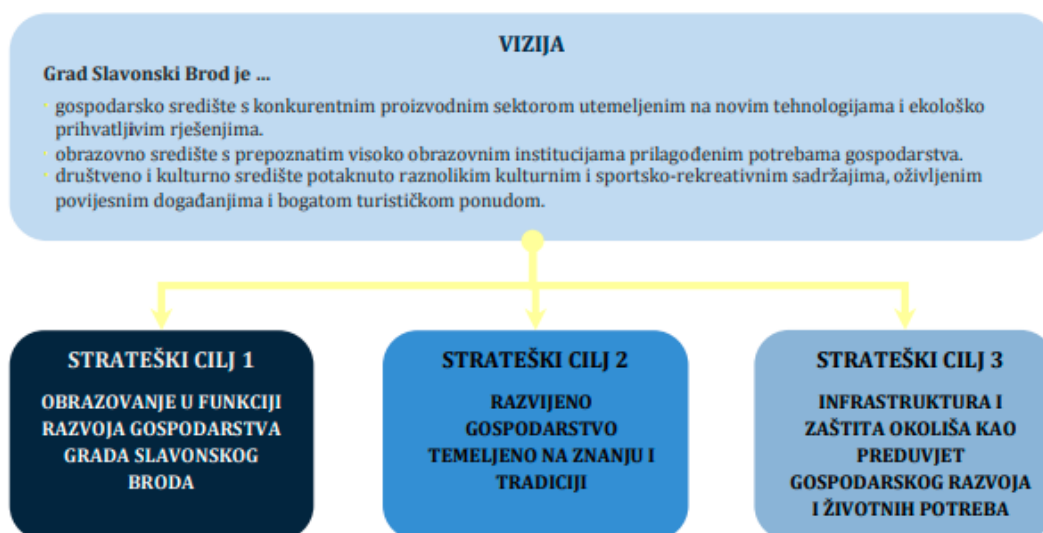 VIZIJA
Grad Slavonski Brod je ...
· gospodarsko središte s konkurentnim proizvodnim sektorom utemeljenim na novim tehnologijama i ekološko
prihvatljivim rješenjima.
· obrazovno središte s prepoznatim visoko obrazovnim institucijama prilagođenim potrebama gospodarstva.
· društveno i kulturno središte potaknuto raznolikim kulturnim i sportsko-rekreativnim sadržajima, oživljenim
povijesnim događanjima i bogatom turističkom ponudom.
STRATEŠKI CILJ 1
OBRAZOVANJE U FUNKCIJI
RAZVOJA GOSPODARSTVA
GRADA SLAVONSKOG
BRODA
STRATEŠKI CILJ 2
RAZVIJENO
GOSPODARSTVO
TEMELJENO NA ZNANJU I
TRADICIJI
STRATEŠKI CILJ 3
INFRASTRUKTURA I
ZAŠTITA OKOLIŠA KAO
PREDUVJET
GOSPODARSKOG RAZVOJA
I ŽIVOTNIH POTREBA